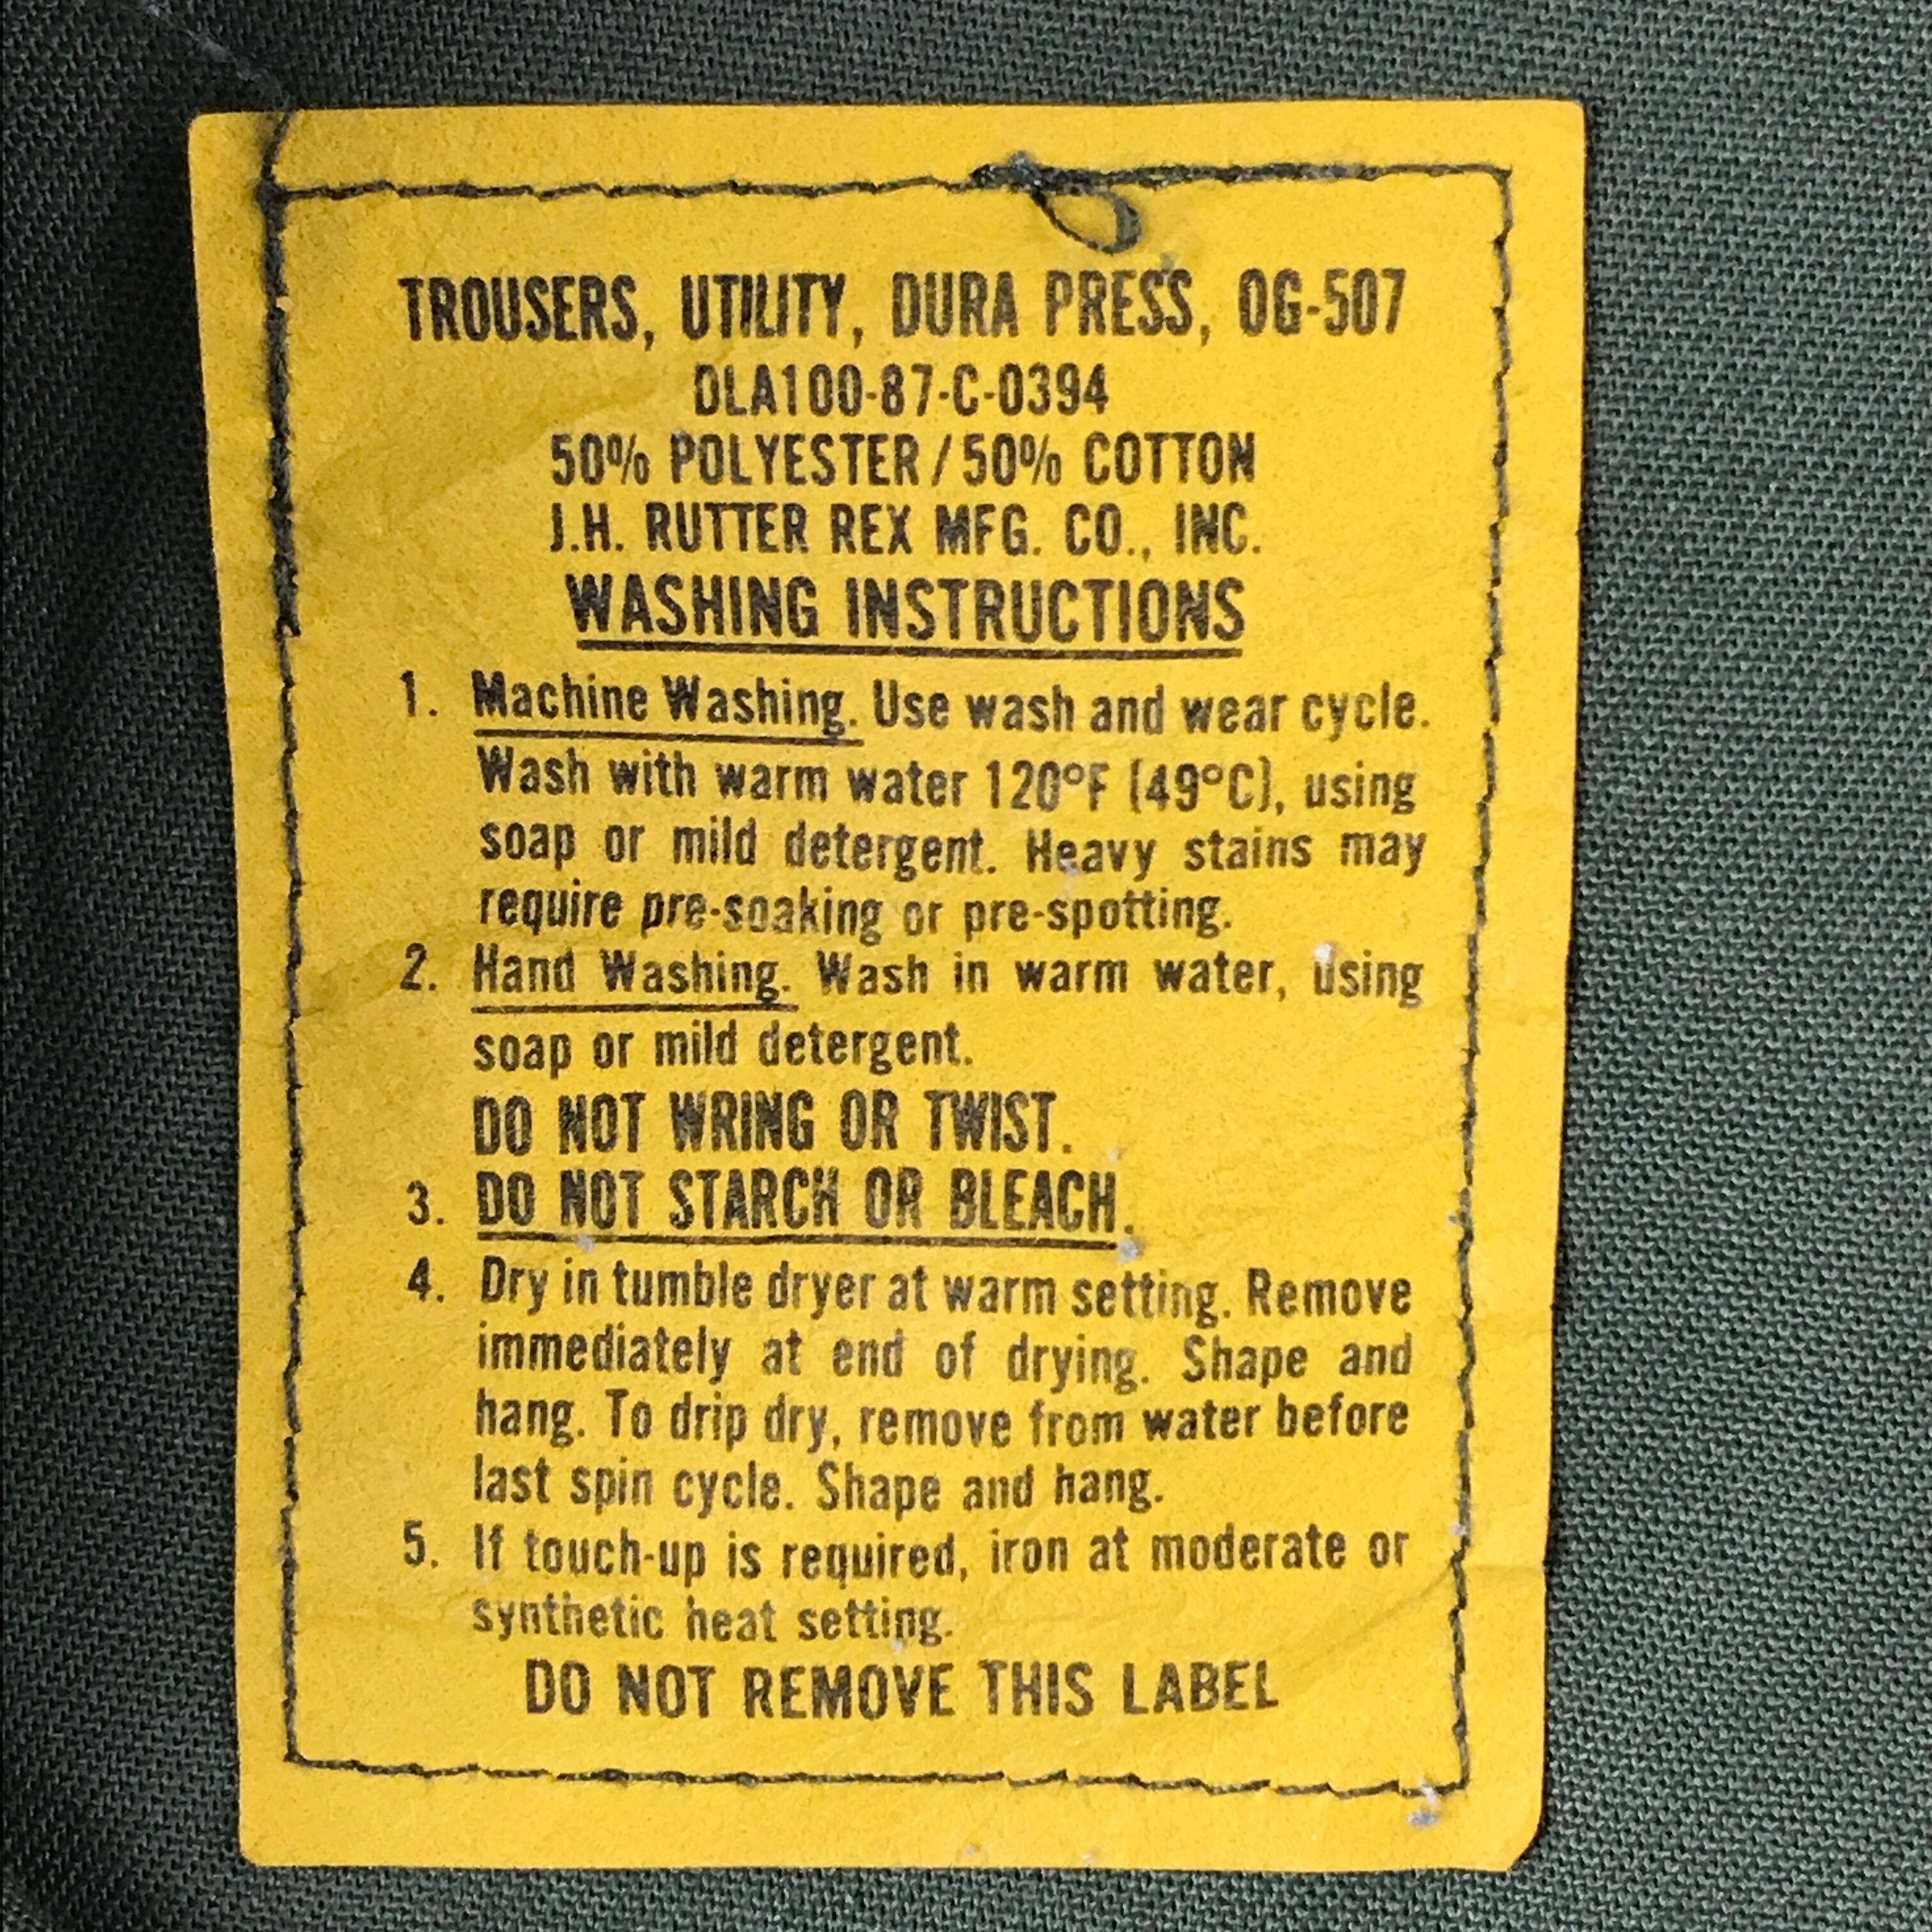 TROUSERS, UTILITY, DURA PRESS, OG-507
DLA100-87-C-0394
50% POLYESTER / 50% COTTON
J.H. RUTTER REX MFG. CO., INC.
WASHING INSTRUCTIONS
1. Machine Washing. Use wash and wear cycle.
Wash with warm water 120°F (49°C), using
soap or mild detergent. Heavy stains may
require pre-soaking or pre-spotting.
2. Hand Washing. Wash in warm water, using
soap or mild detergent.
DO NOT WRING OR TWIST.
3. DO NOT STARCH OR BLEACH.
4. Dry in tumble dryer at warm setting. Remove
immediately at end of drying. Shape and
hang. To drip dry, remove from water before
last spin cycle. Shape and hang.
5. If touch-up is required, iron at moderate or
synthetic heat setting.
DO NOT REMOVE THIS LABEL